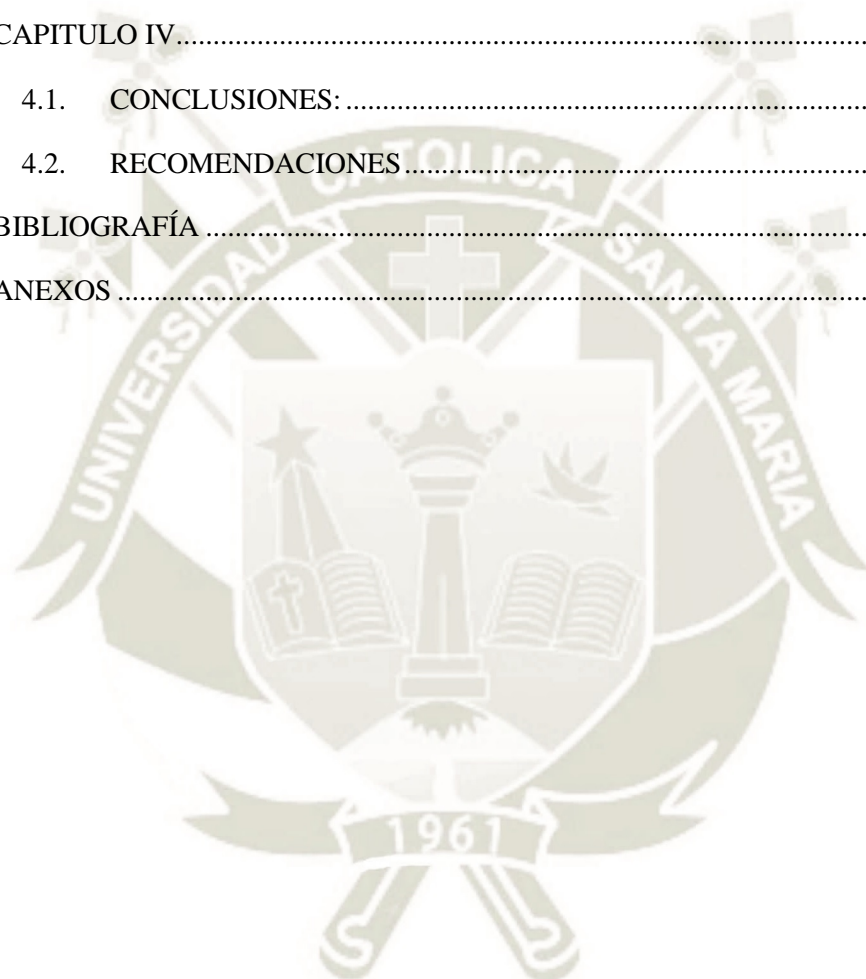 CAPITULO IV..........................................................................................................
4.1. CONCLUSIONES: ................................................................................
4.2. RECOMENDACIONES.......................................................................
BIBLIOGRAFÍA .....................................................................................................
ANEXOS ..................................................................................................................
UNIVERSIDAD CATOLICA SANTA MARIA
1961